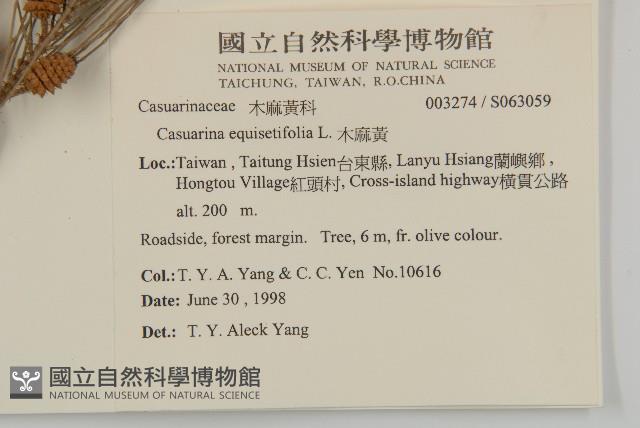 國立自然科學博物館
NATIONAL MUSEUM OF NATURAL SCIENCE
TAICHUNG, TAIWAN, R.O.CHINA
Casuarinaceae 木麻黃科 003274 / S063059
Casuarina equisetifolia L. 木麻黃
Loc.:Taiwan , Taitung Hsien台東縣, Lanyu Hsiang蘭嶼鄉 ,
Hongtou Village紅頭村, Cross-island highway橫貫公路
alt. 200 m.
Roadside, forest margin. Tree, 6 m, fr. olive colour.
Col.:T. Y. A. Yang & C. C. Yen No.10616
Date: June 30 , 1998
Det.: T. Y. Aleck Yang
國立自然科學博物館
NATIONAL MUSEUM OF NATURAL SCIENCE